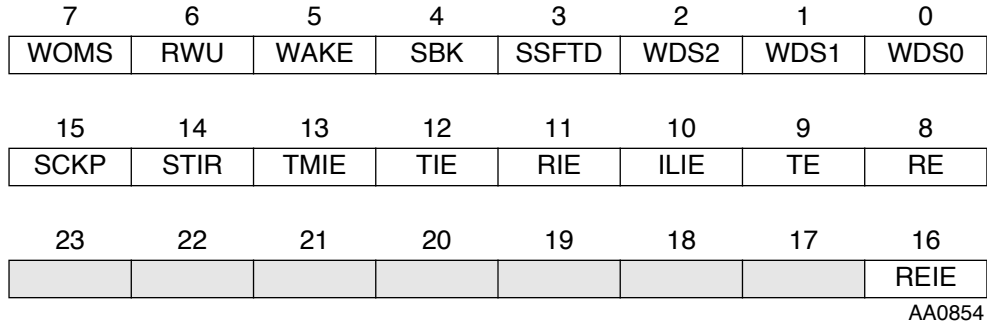 7 6 5 4 3 2 1 0
WOMS RWU WAKE SBK SSFTD WDS2 WDS1 WDS0
15 14 13 12 11 10 9 8
SCKP STIR TMIE TIE RIE ILIE TE RE
23 22 21 20 19 18 17 16
REIE
AA0854